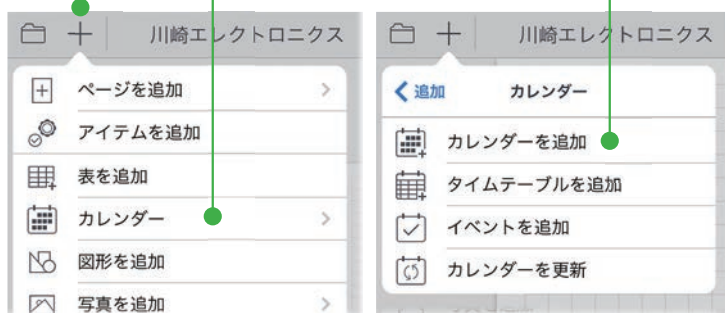 川崎エレクトロニクス
ページを追加
アイテムを追加
表を追加
カレンダー
図形を追加
写真を追加
川崎エレクトロニクス
追加
カレンダー
カレンダーを追加
タイムテーブルを追加
イベントを追加
カレンダーを更新